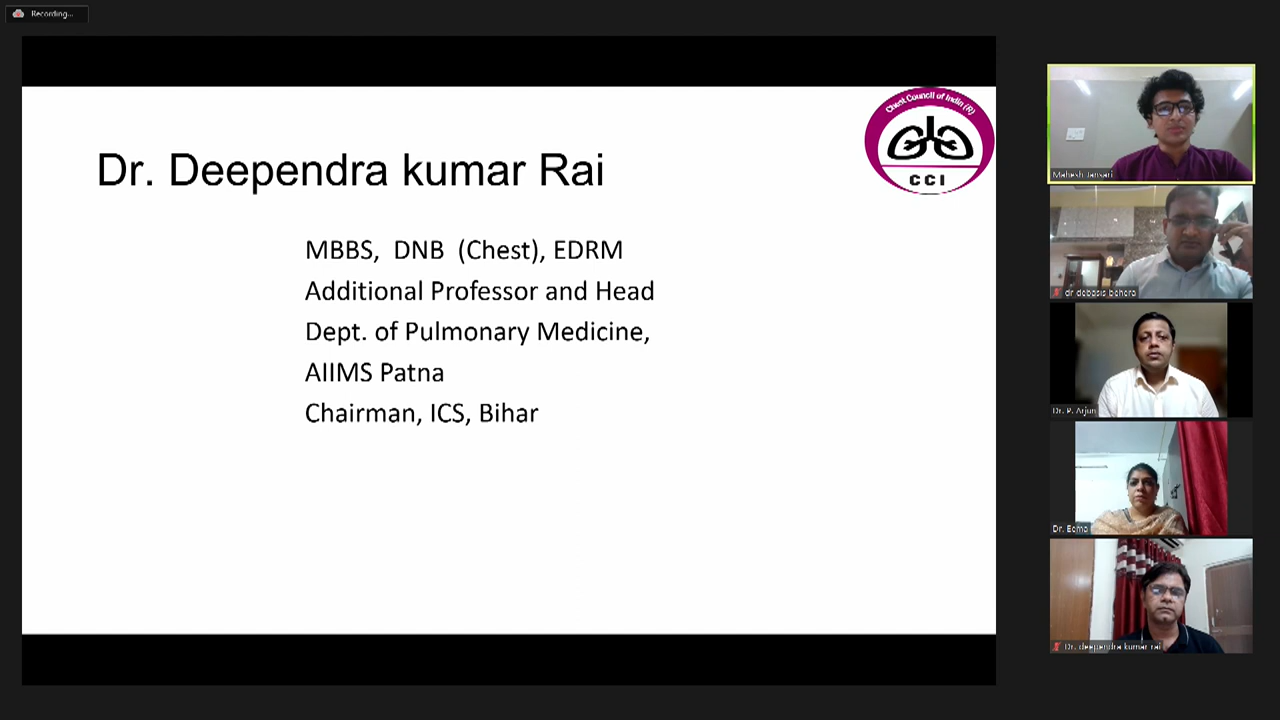 Recording...
Chest Council of India (R)
CCI
Dr. Deependra kumar Rai
MBBS, DNB (Chest), EDRM
Additional Professor and Head
Dept. of Pulmonary Medicine,
AIIMS Patna
Chairman, ICS, Bihar
Mahesh Jansari
dr debasis behera
Dr. P. Arjun
Dr. Eema
Dr. deependra kumar rai